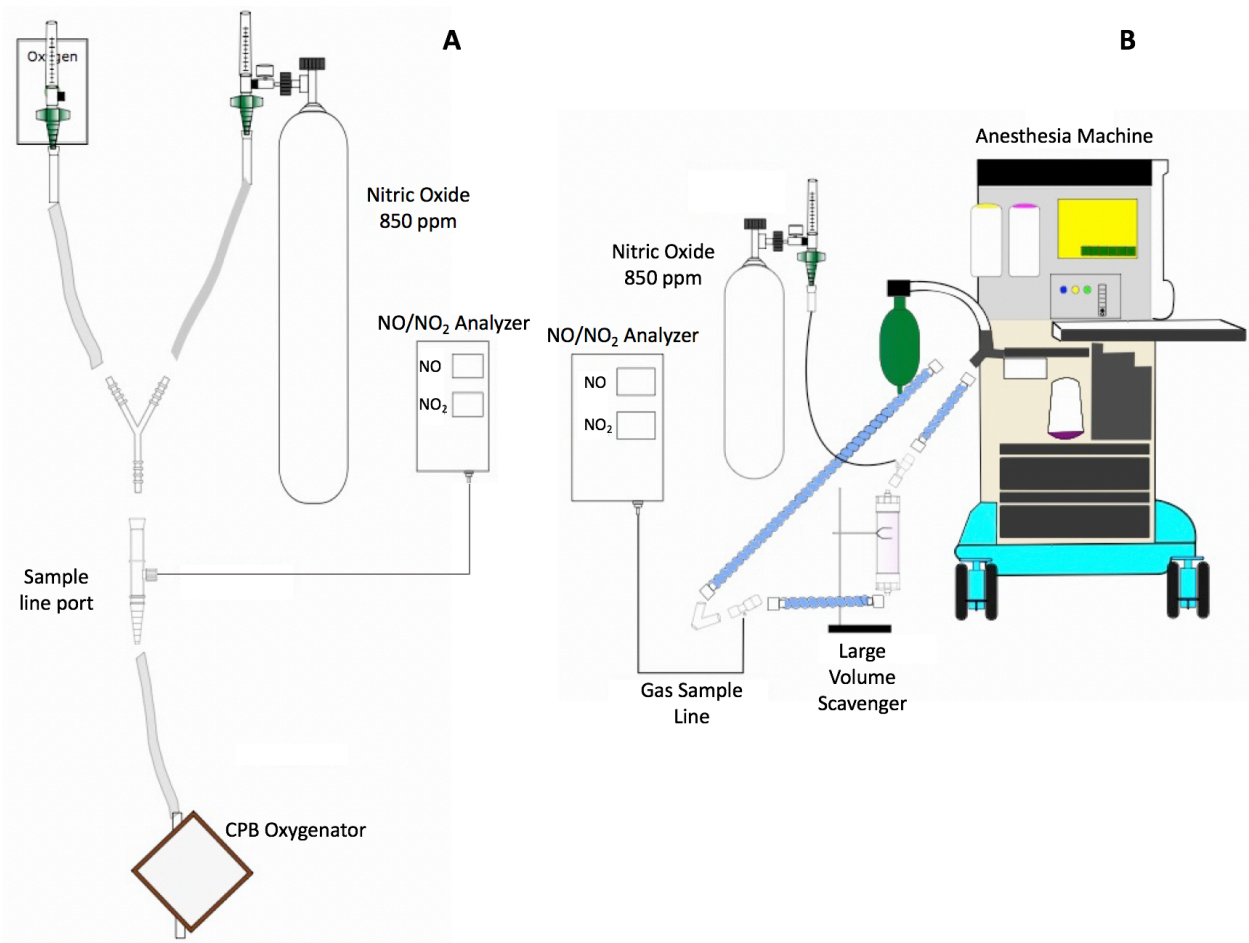 A
Oxygen
Nitric Oxide
850 ppm
NO/NO₂ Analyzer
NO
NO₂
Sample
line port
CPB Oxygenator
B
Anesthesia Machine
Nitric Oxide
850 ppm
NO/NO₂ Analyzer
NO
NO₂
Gas Sample
Line
Large
Volume
Scavenger